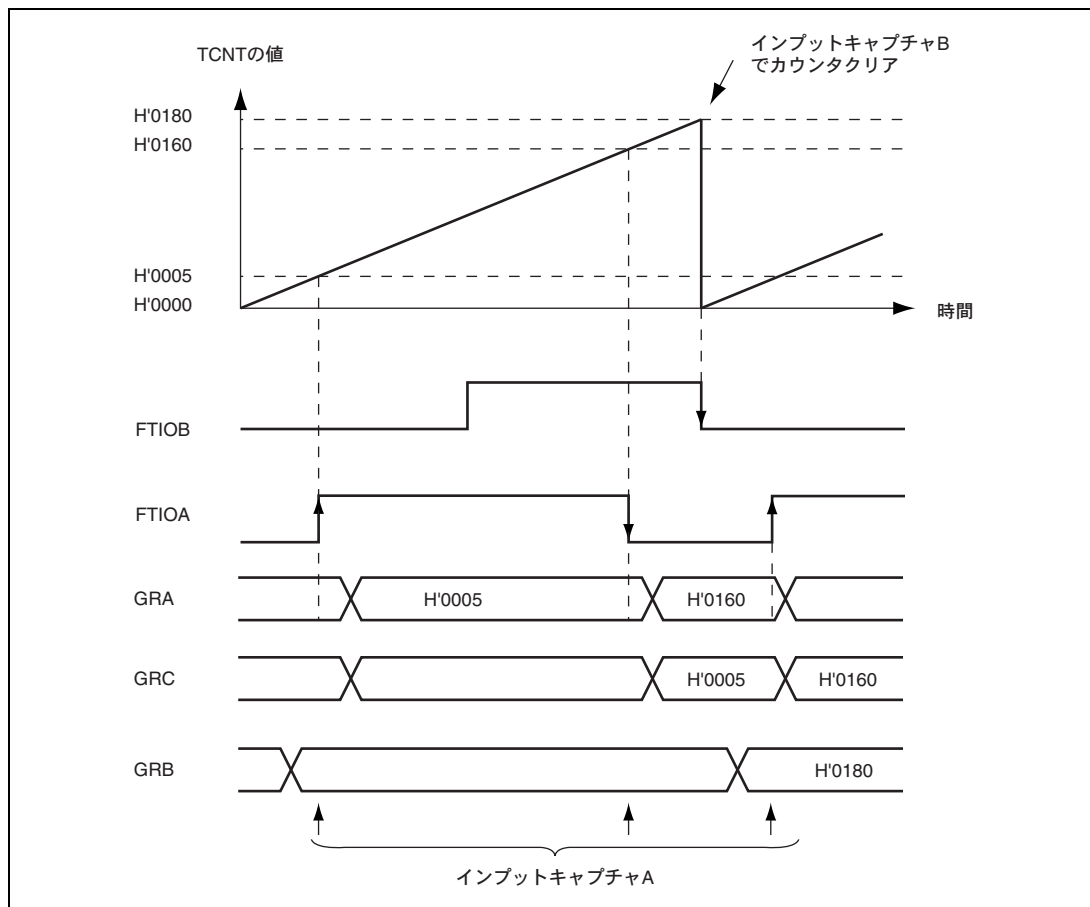 インプットキャプチャB
でカウンタクリア
TCNTの値
H'0180
H'0160
H'0005
H'0000
時間
FTIOB
FTIOA
GRA
H'0005
H'0160
GRC
H'0005
H'0160
GRB
H'0180
インプットキャプチャA